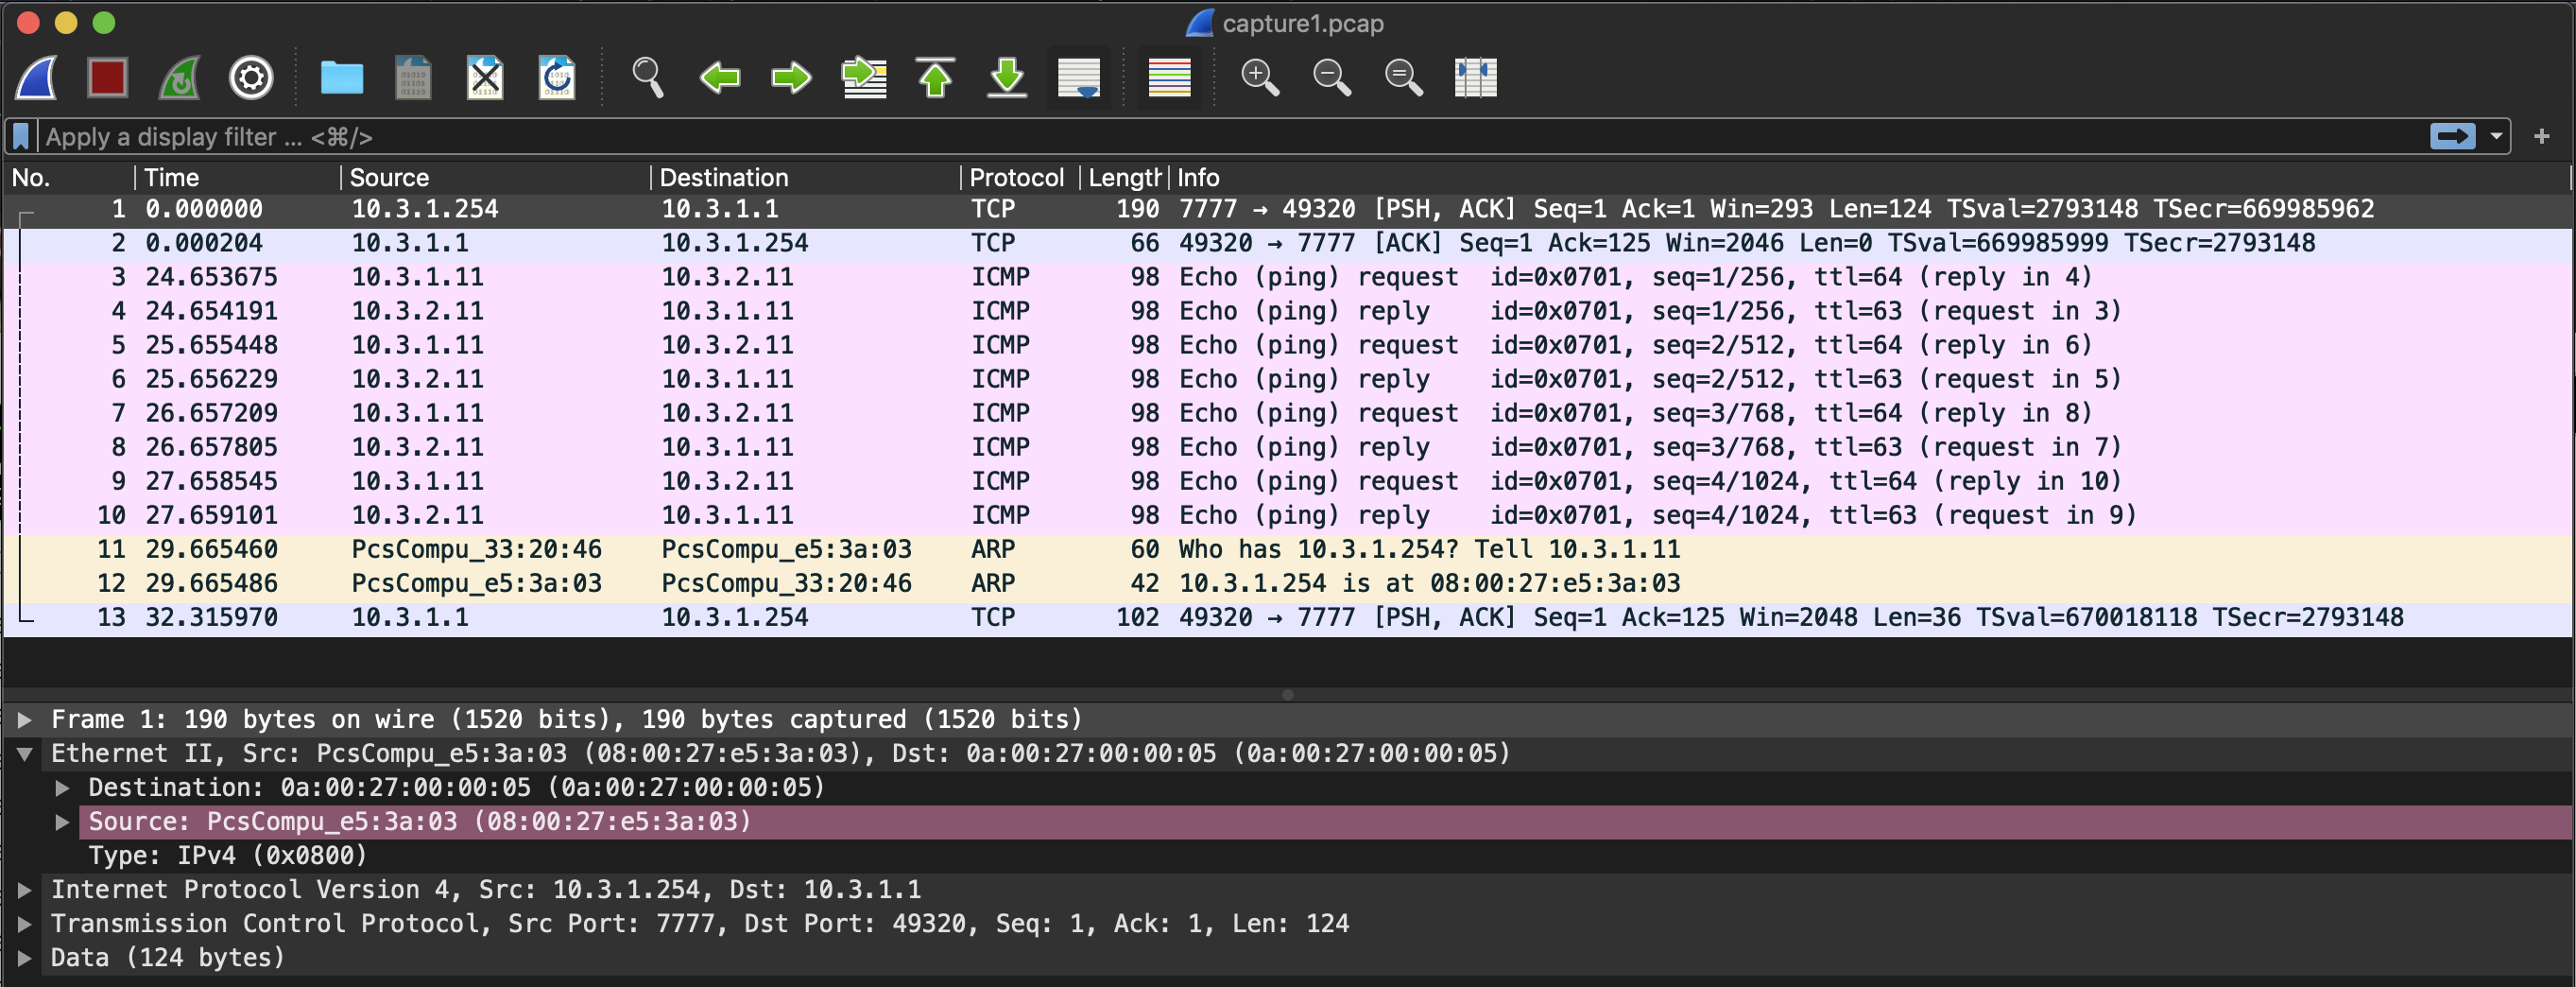 capture1.pcap
Apply a display filter ... <⌘/>
No. Time Source Destination Protocol Length Info
1 0.000000 10.3.1.254 10.3.1.1 TCP 190 7777 → 49320 [PSH, ACK] Seq=1 Ack=1 Win=293 Len=124 TSval=2793148 TSecr=669985962
2 0.000204 10.3.1.1 10.3.1.254 TCP 66 49320 → 7777 [ACK] Seq=1 Ack=125 Win=2046 Len=0 TSval=669985999 TSecr=2793148
3 24.653675 10.3.1.11 10.3.2.11 ICMP 98 Echo (ping) request id=0x0701, seq=1/256, ttl=64 (reply in 4)
4 24.654191 10.3.2.11 10.3.1.11 ICMP 98 Echo (ping) reply id=0x0701, seq=1/256, ttl=63 (request in 3)
5 25.655448 10.3.1.11 10.3.2.11 ICMP 98 Echo (ping) request id=0x0701, seq=2/512, ttl=64 (reply in 6)
6 25.656229 10.3.2.11 10.3.1.11 ICMP 98 Echo (ping) reply id=0x0701, seq=2/512, ttl=63 (request in 5)
7 26.657209 10.3.1.11 10.3.2.11 ICMP 98 Echo (ping) request id=0x0701, seq=3/768, ttl=64 (reply in 8)
8 26.657805 10.3.2.11 10.3.1.11 ICMP 98 Echo (ping) reply id=0x0701, seq=3/768, ttl=63 (request in 7)
9 27.658545 10.3.1.11 10.3.2.11 ICMP 98 Echo (ping) request id=0x0701, seq=4/1024, ttl=64 (reply in 10)
10 27.659101 10.3.2.11 10.3.1.11 ICMP 98 Echo (ping) reply id=0x0701, seq=4/1024, ttl=63 (request in 9)
11 29.665460 PcsCompu_33:20:46 PcsCompu_e5:3a:03 ARP 60 Who has 10.3.1.254? Tell 10.3.1.11
12 29.665486 PcsCompu_e5:3a:03 PcsCompu_33:20:46 ARP 42 10.3.1.254 is at 08:00:27:e5:3a:03
13 32.315970 10.3.1.1 10.3.1.254 TCP 102 49320 → 7777 [PSH, ACK] Seq=1 Ack=125 Win=2048 Len=36 TSval=670018118 TSecr=2793148
Frame 1: 190 bytes on wire (1520 bits), 190 bytes captured (1520 bits)
Ethernet II, Src: PcsCompu_e5:3a:03 (08:00:27:e5:3a:03), Dst: 0a:00:27:00:00:05 (0a:00:27:00:00:05)
Destination: 0a:00:27:00:00:05 (0a:00:27:00:00:05)
Source: PcsCompu_e5:3a:03 (08:00:27:e5:3a:03)
Type: IPv4 (0x0800)
Internet Protocol Version 4, Src: 10.3.1.254, Dst: 10.3.1.1
Transmission Control Protocol, Src Port: 7777, Dst Port: 49320, Seq: 1, Ack: 1, Len: 124
Data (124 bytes)